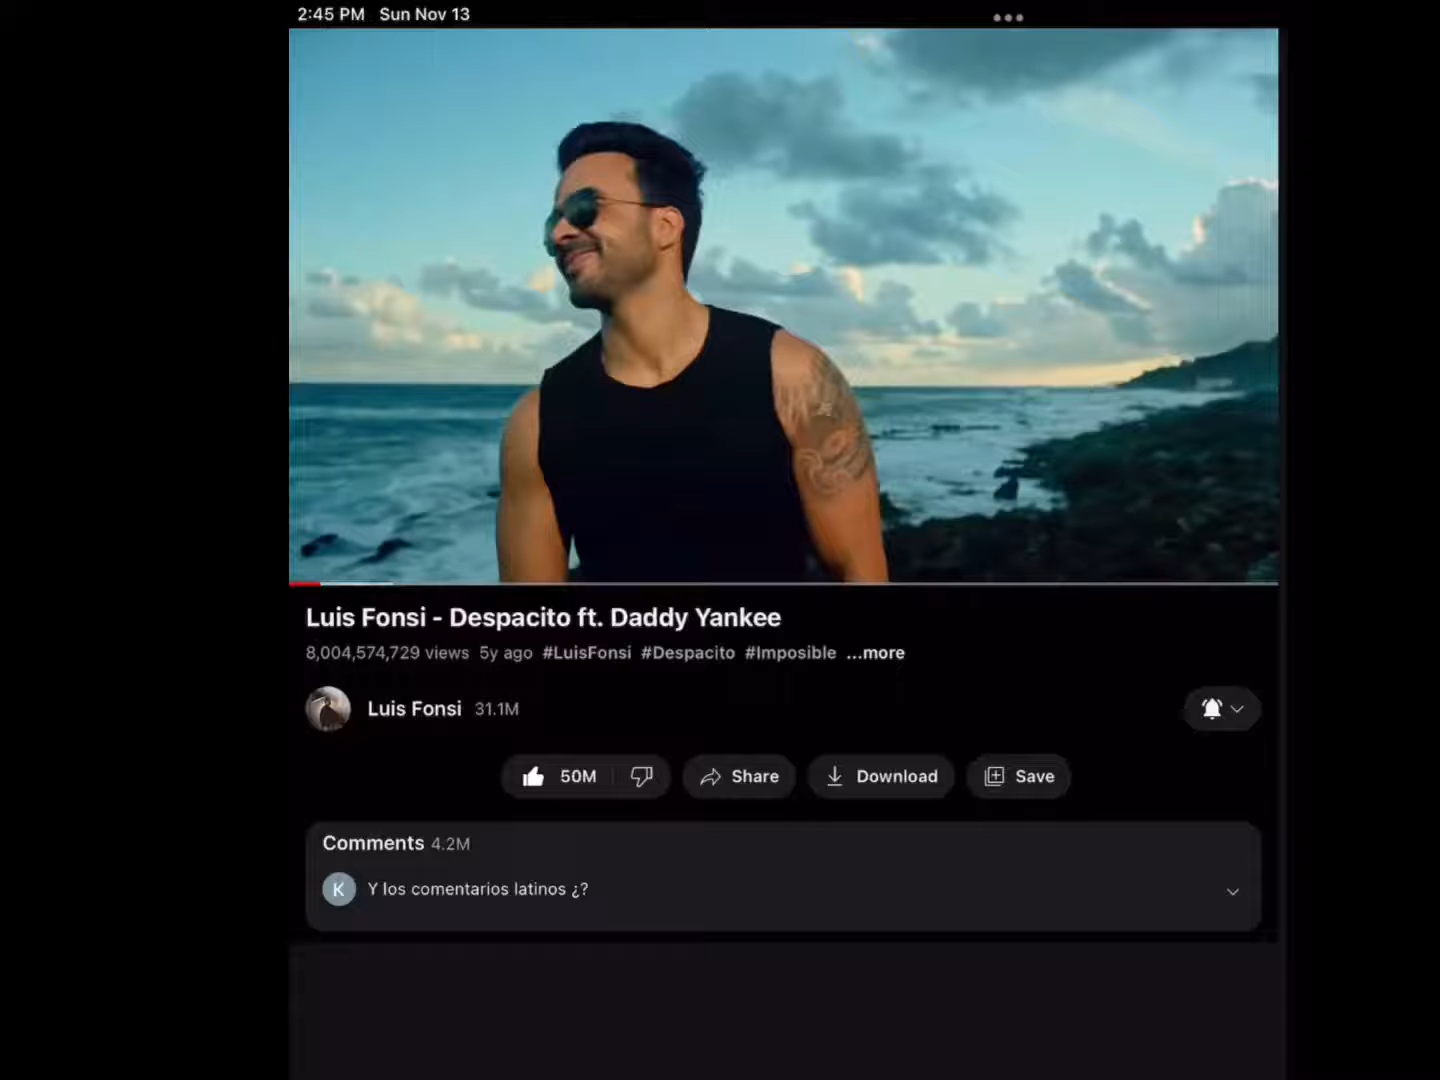 2:45 PM Sun Nov 13
Luis Fonsi - Despacito ft. Daddy Yankee
8,004,574,729 views 5y ago #LuisFonsi #Despacito #Imposible ...more
Luis Fonsi 31.1M
50M Share Download Save
Comments 4.2M
K Y los comentarios latinos ¿?